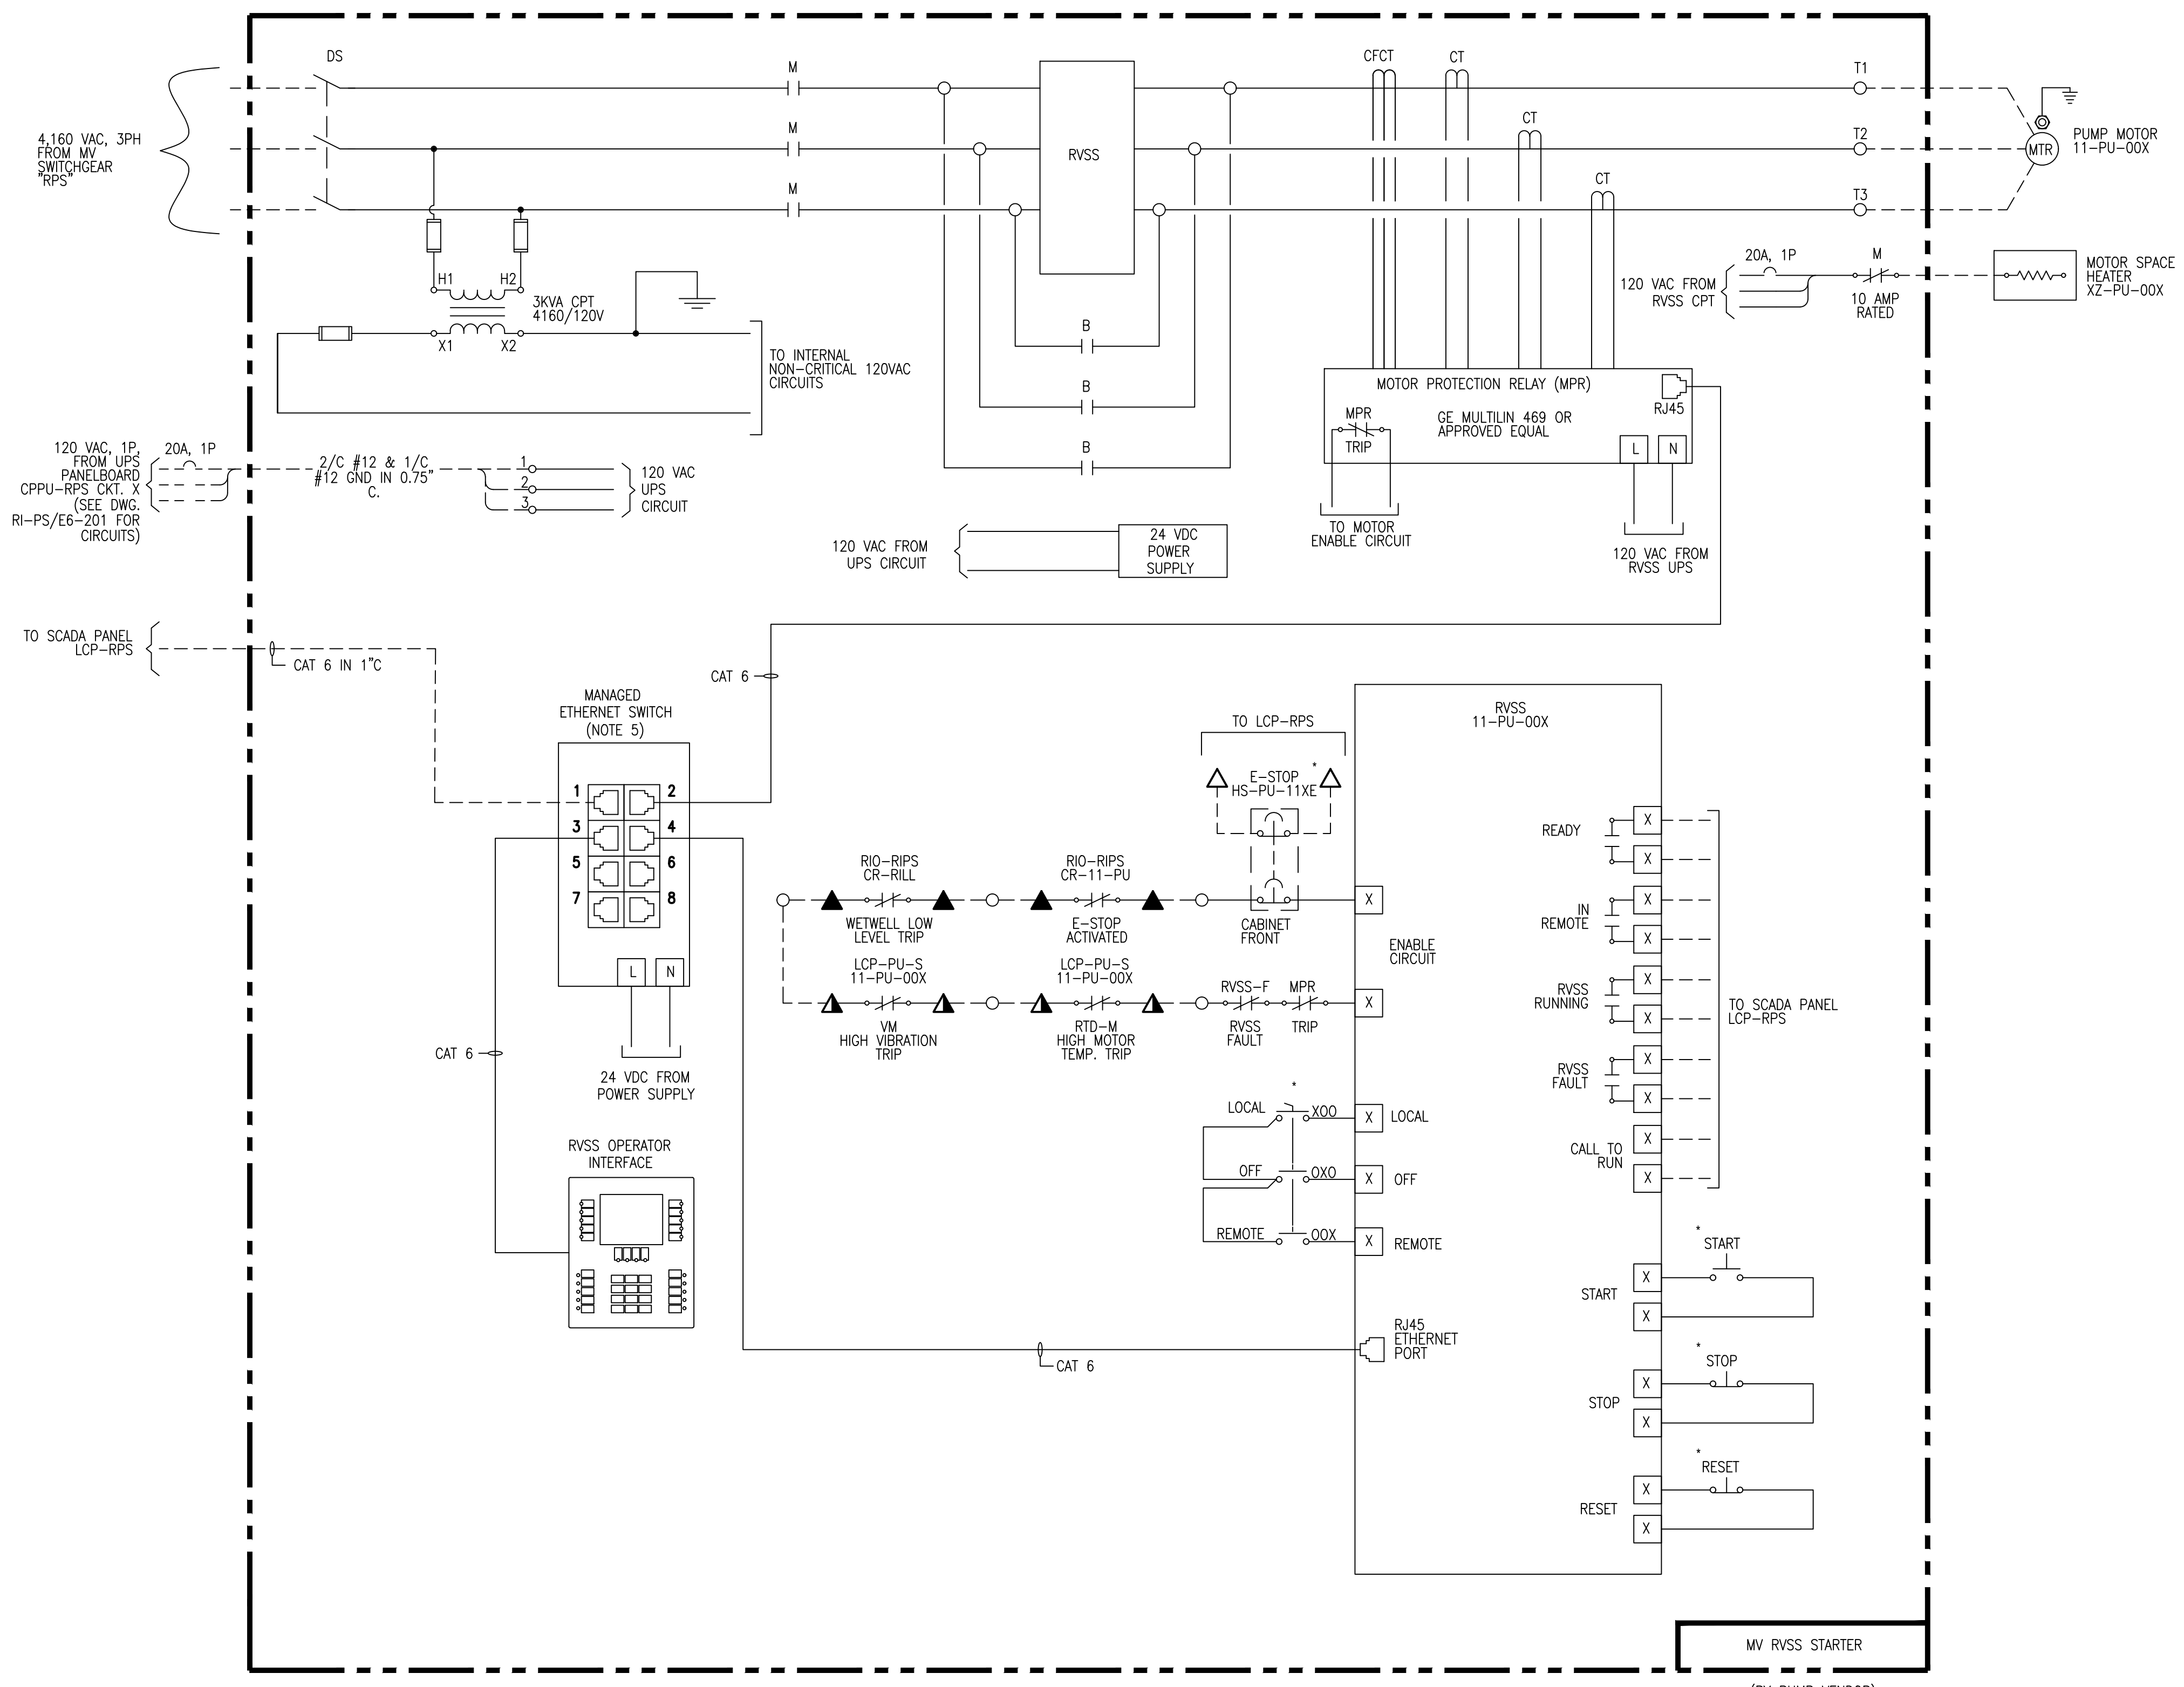 DS
M
M
M
CFCT
CT
CT
CT
T1
T2
T3
4,160 VAC, 3PH
FROM MV
SWITCHGEAR
"RPS"
RVSS
MTR
PUMP MOTOR
11-PU-00X
H1
H2
3KVA CPT
4160/120V
X1
X2
TO INTERNAL
NON-CRITICAL 120VAC
CIRCUITS
B
B
B
120 VAC FROM
RVSS CPT
20A, 1P
M
10 AMP
RATED
MOTOR SPACE
HEATER
XZ-PU-00X
MOTOR PROTECTION RELAY (MPR)
GE MULTILIN 469 OR
APPROVED EQUAL
RJ45
MPR
TRIP
L
N
TO MOTOR
ENABLE CIRCUIT
120 VAC FROM
RVSS UPS
120 VAC, 1P,
FROM UPS
PANELBOARD
CPPU-RPS CKT. X
(SEE DWG.
RI-PS/E6-201 FOR
CIRCUITS)
20A, 1P
2/C #12 & 1/C
#12 GND IN 0.75"
C.
1
2
3
120 VAC
UPS
CIRCUIT
120 VAC FROM
UPS CIRCUIT
24 VDC
POWER
SUPPLY
TO SCADA PANEL
LCP-RPS
CAT 6 IN 1"C
CAT 6
MANAGED
ETHERNET SWITCH
(NOTE 5)
1
2
3
4
5
6
7
8
L
N
24 VDC FROM
POWER SUPPLY
CAT 6
RVSS OPERATOR
INTERFACE
CAT 6
TO LCP-RPS
*
E-STOP
HS-PU-11XE
CABINET
FRONT
RIO-RIPS
CR-RILL
WETWELL LOW
LEVEL TRIP
RIO-RIPS
CR-11-PU
E-STOP
ACTIVATED
LCP-PU-S
11-PU-00X
VM
HIGH VIBRATION
TRIP
LCP-PU-S
11-PU-00X
RTD-M
HIGH MOTOR
TEMP. TRIP
RVSS-F
RVSS
FAULT
MPR
TRIP
RVSS
11-PU-00X
X
ENABLE
CIRCUIT
X
*
LOCAL
XOO
X
LOCAL
OFF
OXO
X
OFF
REMOTE
OOX
X
REMOTE
RJ45
ETHERNET
PORT
READY
X
X
IN
REMOTE
X
X
RVSS
RUNNING
X
X
RVSS
FAULT
X
X
CALL TO
RUN
X
X
TO SCADA PANEL
LCP-RPS
*
START
START
X
X
*
STOP
STOP
X
X
*
RESET
RESET
X
X
MV RVSS STARTER